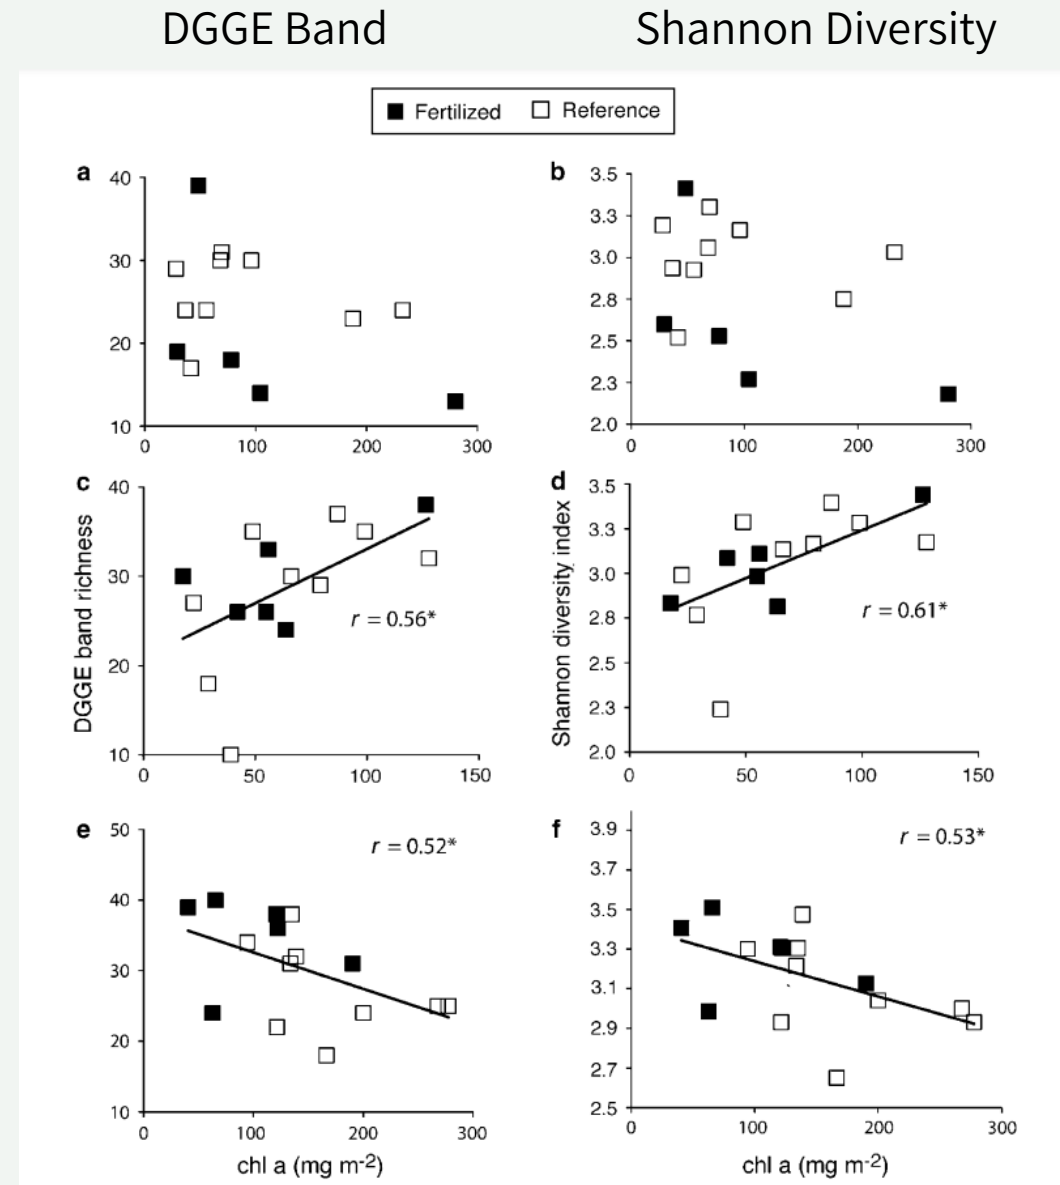 DGGE Band Shannon Diversity
Fertilized Reference
a
40
30
20
10
0 100 200 300
b
3.5
3.3
3.0
2.8
2.5
2.3
2.0
0 100 200 300
c
DGGE band richness
40
30
20
10
r = 0.56*
0 50 100 150
d
Shannon diversity index
3.5
3.3
3.0
2.8
2.5
2.3
2.0
r = 0.61*
0 50 100 150
e
50
40
30
20
10
r = 0.52*
0 100 200 300
chl a (mg m-2)
f
3.9
3.7
3.5
3.3
3.1
2.9
2.7
2.5
r = 0.53*
0 100 200 300
chl a (mg m-2)